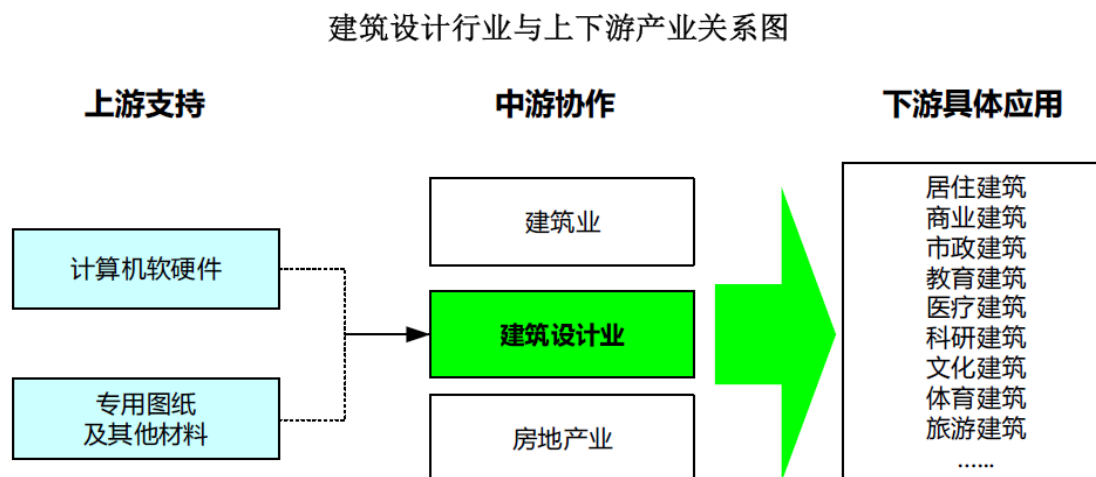 建筑设计行业与上下游产业关系图
上游支持
中游协作
下游具体应用
计算机软硬件
专用图纸
及其他材料
建筑业
建筑设计业
房地产业
居住建筑
商业建筑
市政建筑
教育建筑
医疗建筑
科研建筑
文化建筑
体育建筑
旅游建筑
……